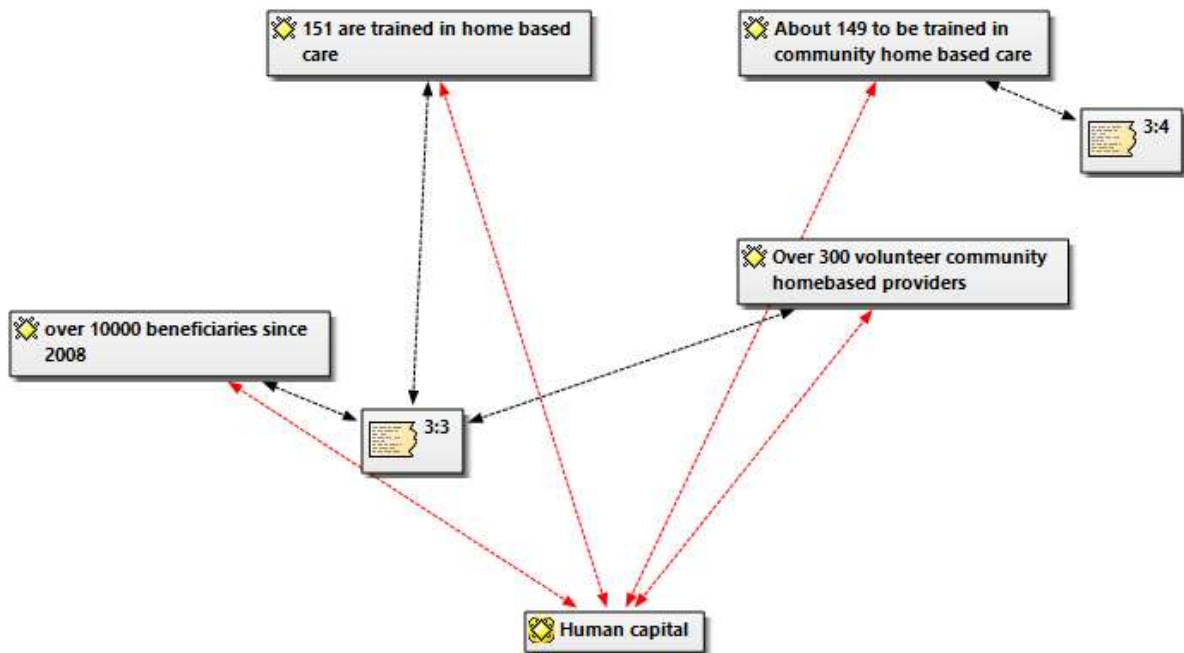 151 are trained in home based
care
About 149 to be trained in
community home based care
3:4
Over 300 volunteer community
homebased providers
over 10000 beneficiaries since
2008
3:3
Human capital